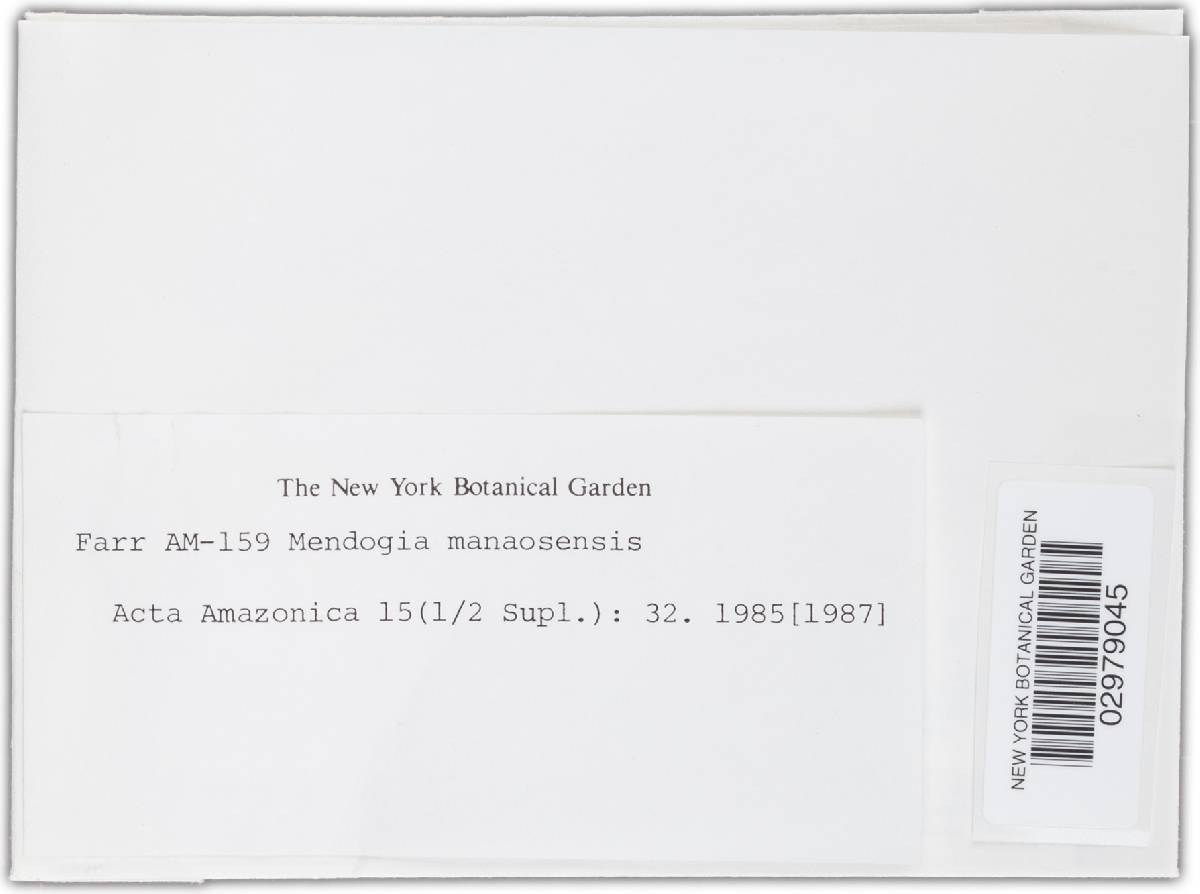 The New York Botanical Garden
Farr AM-159 Mendogia manaosensis
Acta Amazonica 15(1/2 Supl.): 32. 1985[1987]
NEW YORK BOTANICAL GARDEN
02979045